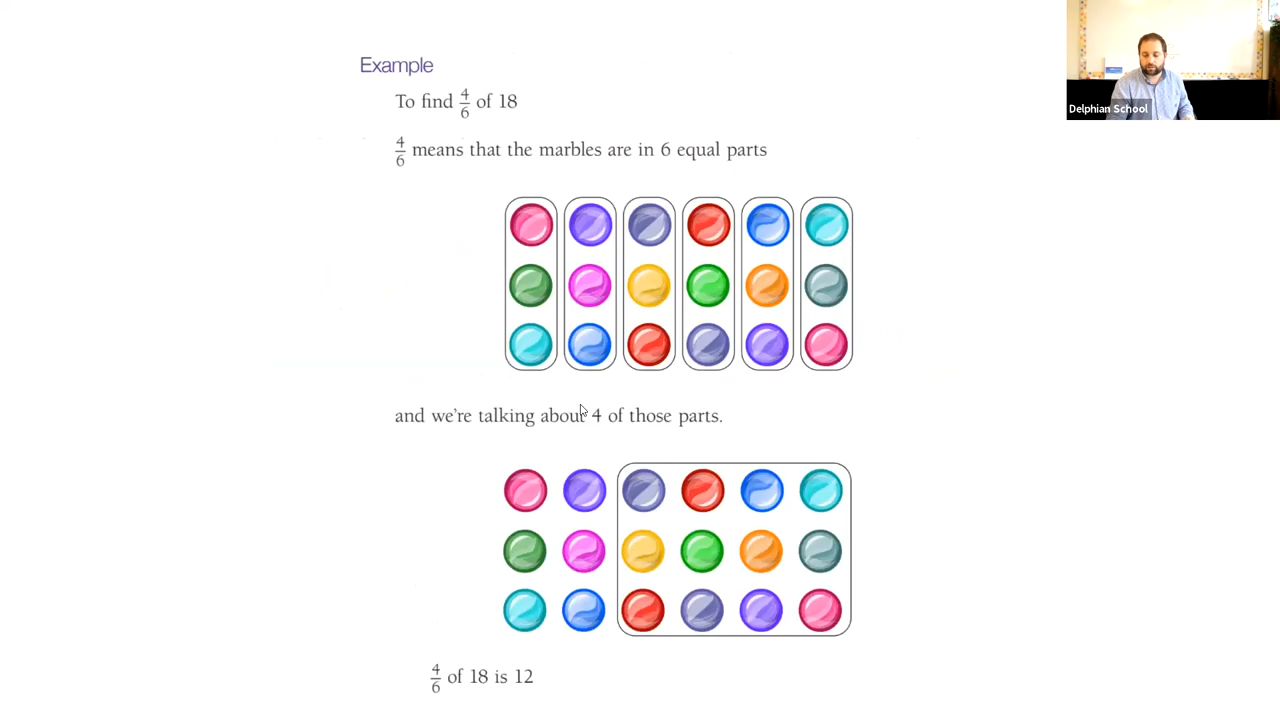 Example
To find 4/6 of 18
4/6 means that the marbles are in 6 equal parts
and we're talking about 4 of those parts.
4/6 of 18 is 12
Delphian School